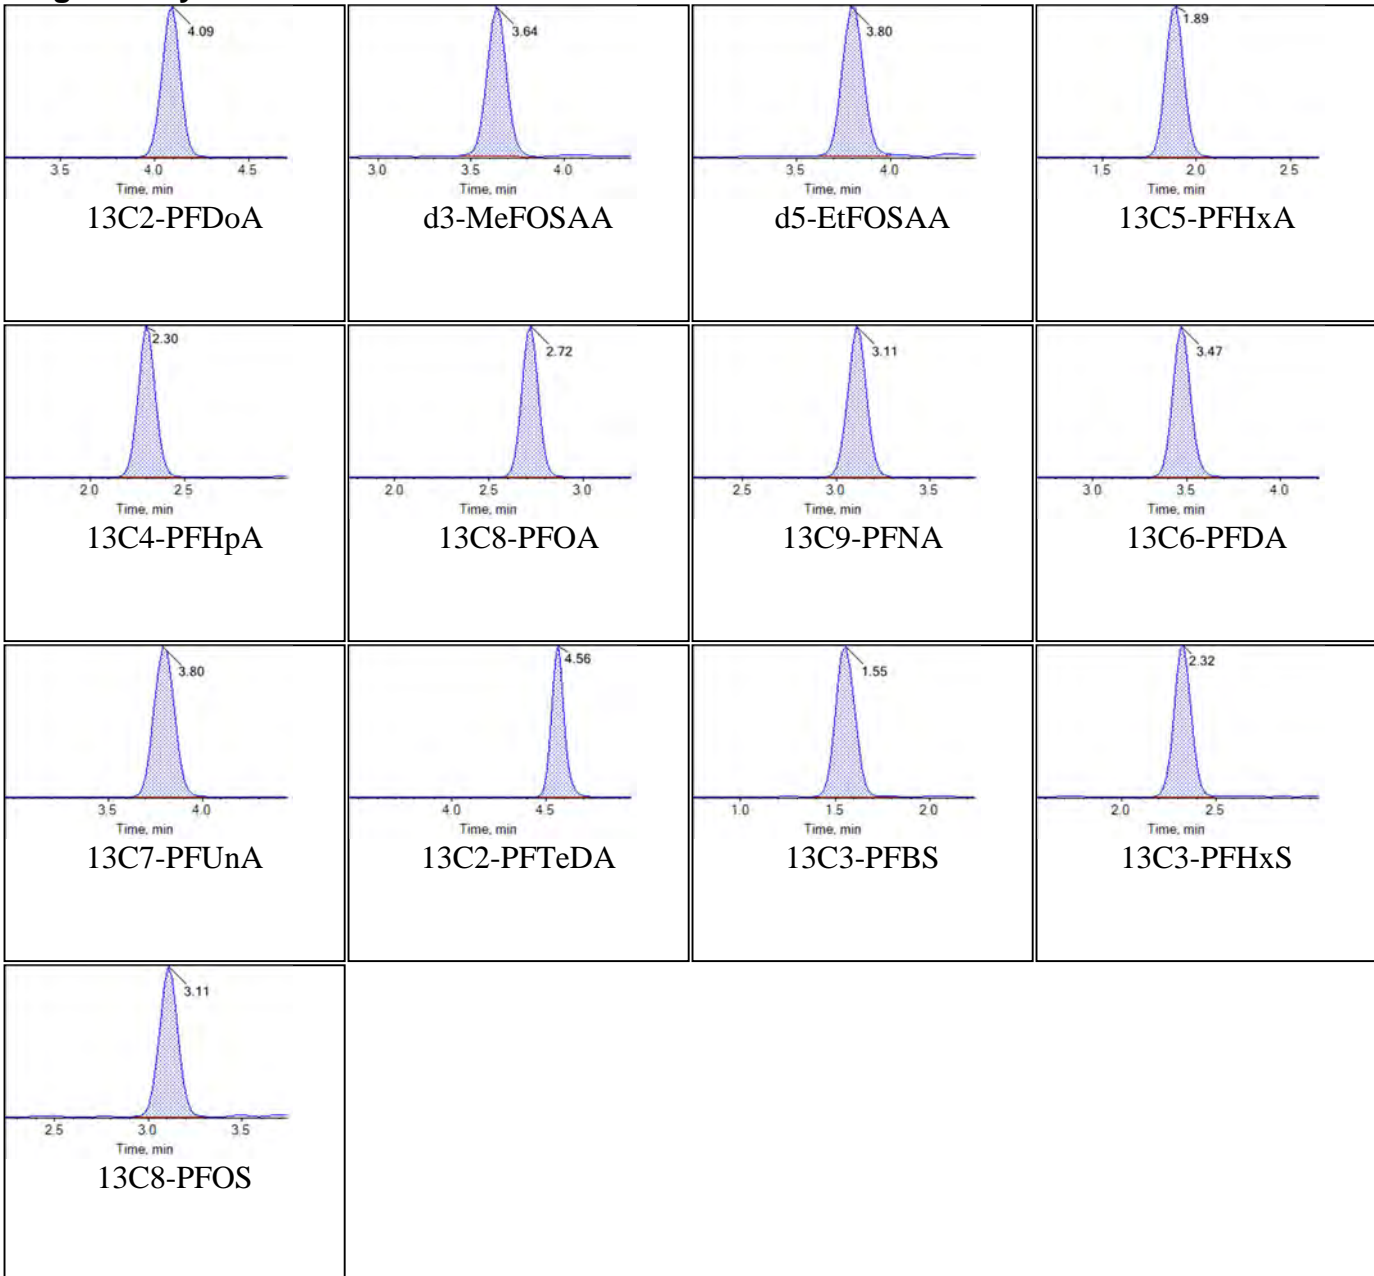 4.09
3.5 4.0 4.5
Time, min
13C2-PFDoA
3.64
3.0 3.5 4.0
Time, min
d3-MeFOSAA
3.80
3.5 4.0
Time, min
d5-EtFOSAA
1.89
1.5 2.0 2.5
Time, min
13C5-PFHxA
2.30
2.0 2.5
Time, min
13C4-PFHpA
2.72
2.0 2.5 3.0
Time, min
13C8-PFOA
3.11
2.5 3.0 3.5
Time, min
13C9-PFNA
3.47
3.0 3.5 4.0
Time, min
13C6-PFDA
3.80
3.5 4.0
Time, min
13C7-PFUnA
4.56
4.0 4.5
Time, min
13C2-PFTeDA
1.55
1.0 1.5 2.0
Time, min
13C3-PFBS
2.32
2.0 2.5
Time, min
13C3-PFHxS
3.11
2.5 3.0 3.5
Time, min
13C8-PFOS